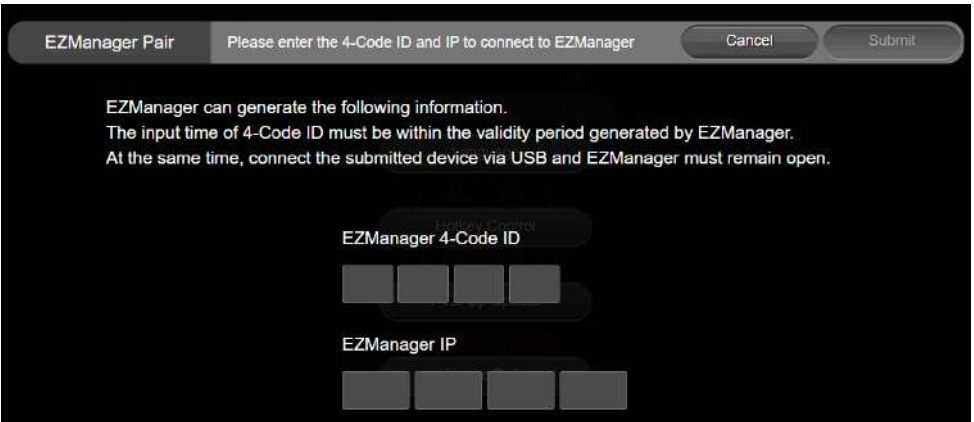 EZManager Pair
Please enter the 4-Code ID and IP to connect to EZManager
Cancel
Submit
EZManager can generate the following information.
The input time of 4-Code ID must be within the validity period generated by EZManager.
At the same time, connect the submitted device via USB and EZManager must remain open.
Hotkey Control
EZManager 4-Code ID
EZManager IP